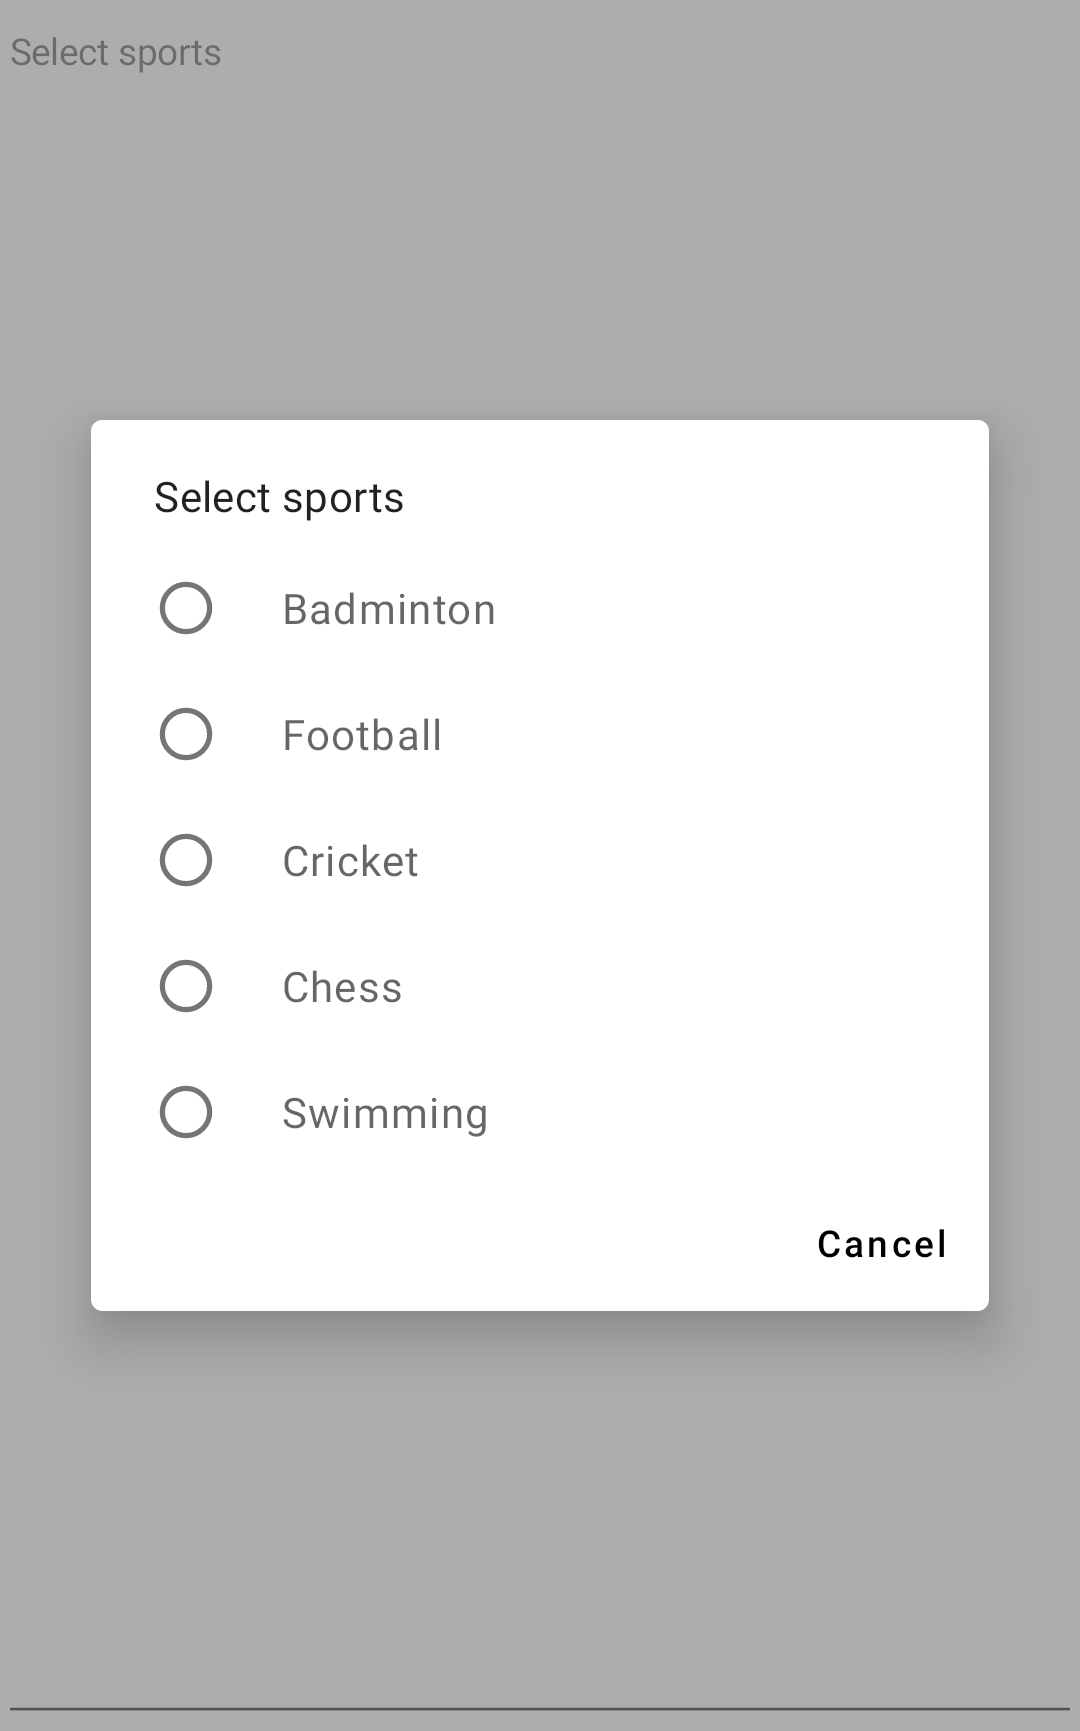 Select sports
Select sports
Badminton
Football
Cricket
Chess
Swimming
Cancel